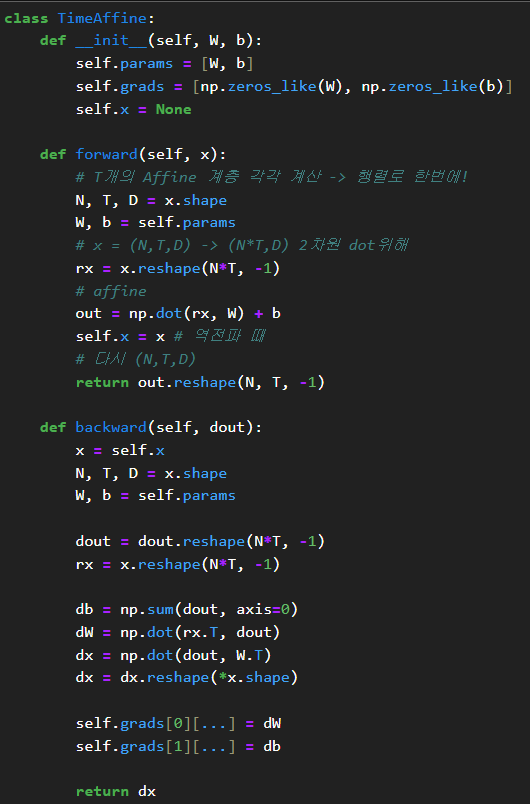 class TimeAffine:
    def __init__(self, W, b):
        self.params = [W, b]
        self.grads = [np.zeros_like(W), np.zeros_like(b)]
        self.x = None

    def forward(self, x):
        # T개의 Affine 계층 각각 계산 -> 행렬로 한번에!
        N, T, D = x.shape
        W, b = self.params
        # x = (N,T,D) -> (N*T,D) 2차원 dot위해
        rx = x.reshape(N*T, -1)
        # affine
        out = np.dot(rx, W) + b
        self.x = x # 역전파 때
        # 다시 (N,T,D)
        return out.reshape(N, T, -1)

    def backward(self, dout):
        x = self.x
        N, T, D = x.shape
        W, b = self.params

        dout = dout.reshape(N*T, -1)
        rx = x.reshape(N*T, -1)

        db = np.sum(dout, axis=0)
        dW = np.dot(rx.T, dout)
        dx = np.dot(dout, W.T)
        dx = dx.reshape(*x.shape)

        self.grads[0][...] = dW
        self.grads[1][...] = db

        return dx